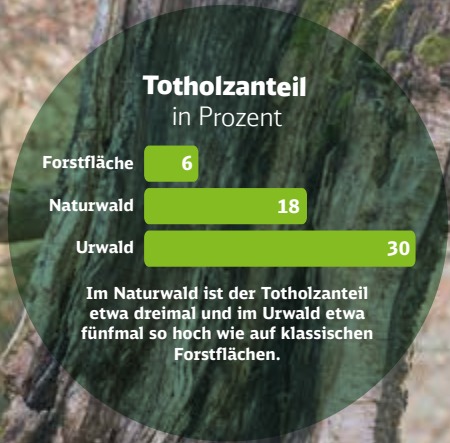 Totholzanteil
in Prozent
Forstfläche 6
Naturwald 18
Urwald 30
Im Naturwald ist der Totholzanteil
etwa dreimal und im Urwald etwa
fünfmal so hoch wie auf klassischen
Forstflächen.